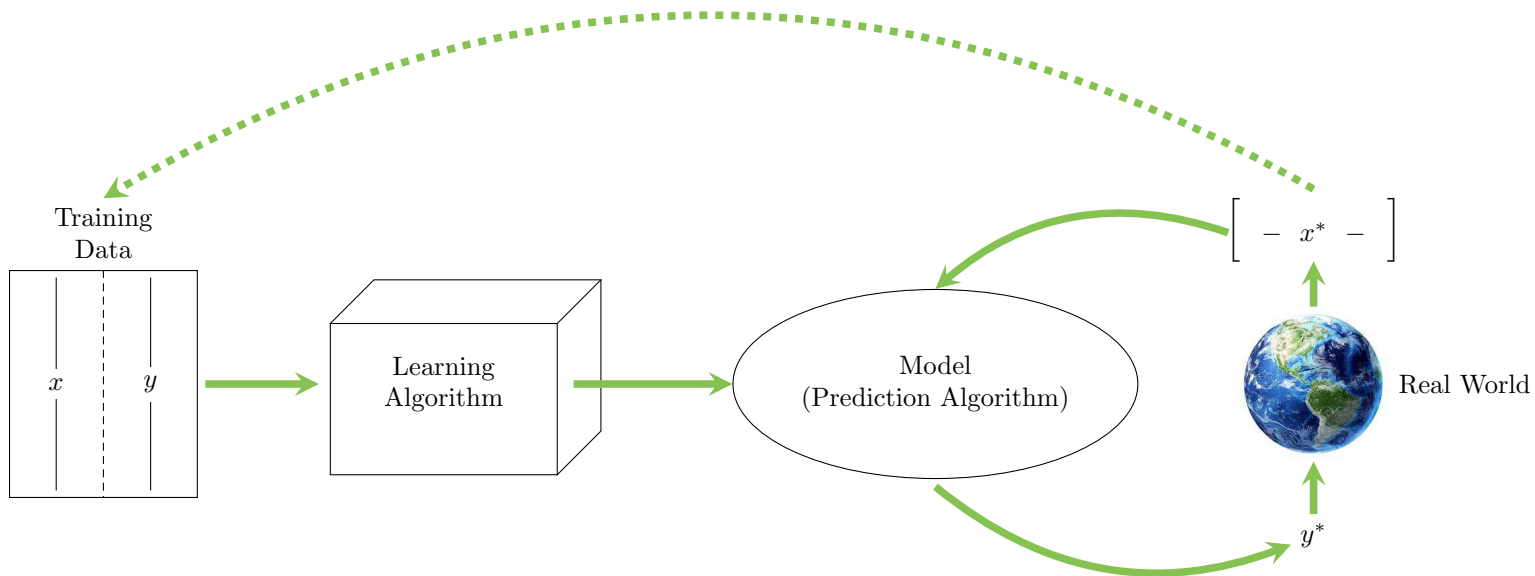 Training
Data
x y
Learning
Algorithm
Model
(Prediction Algorithm)
[ − x* − ]
Real World
y*